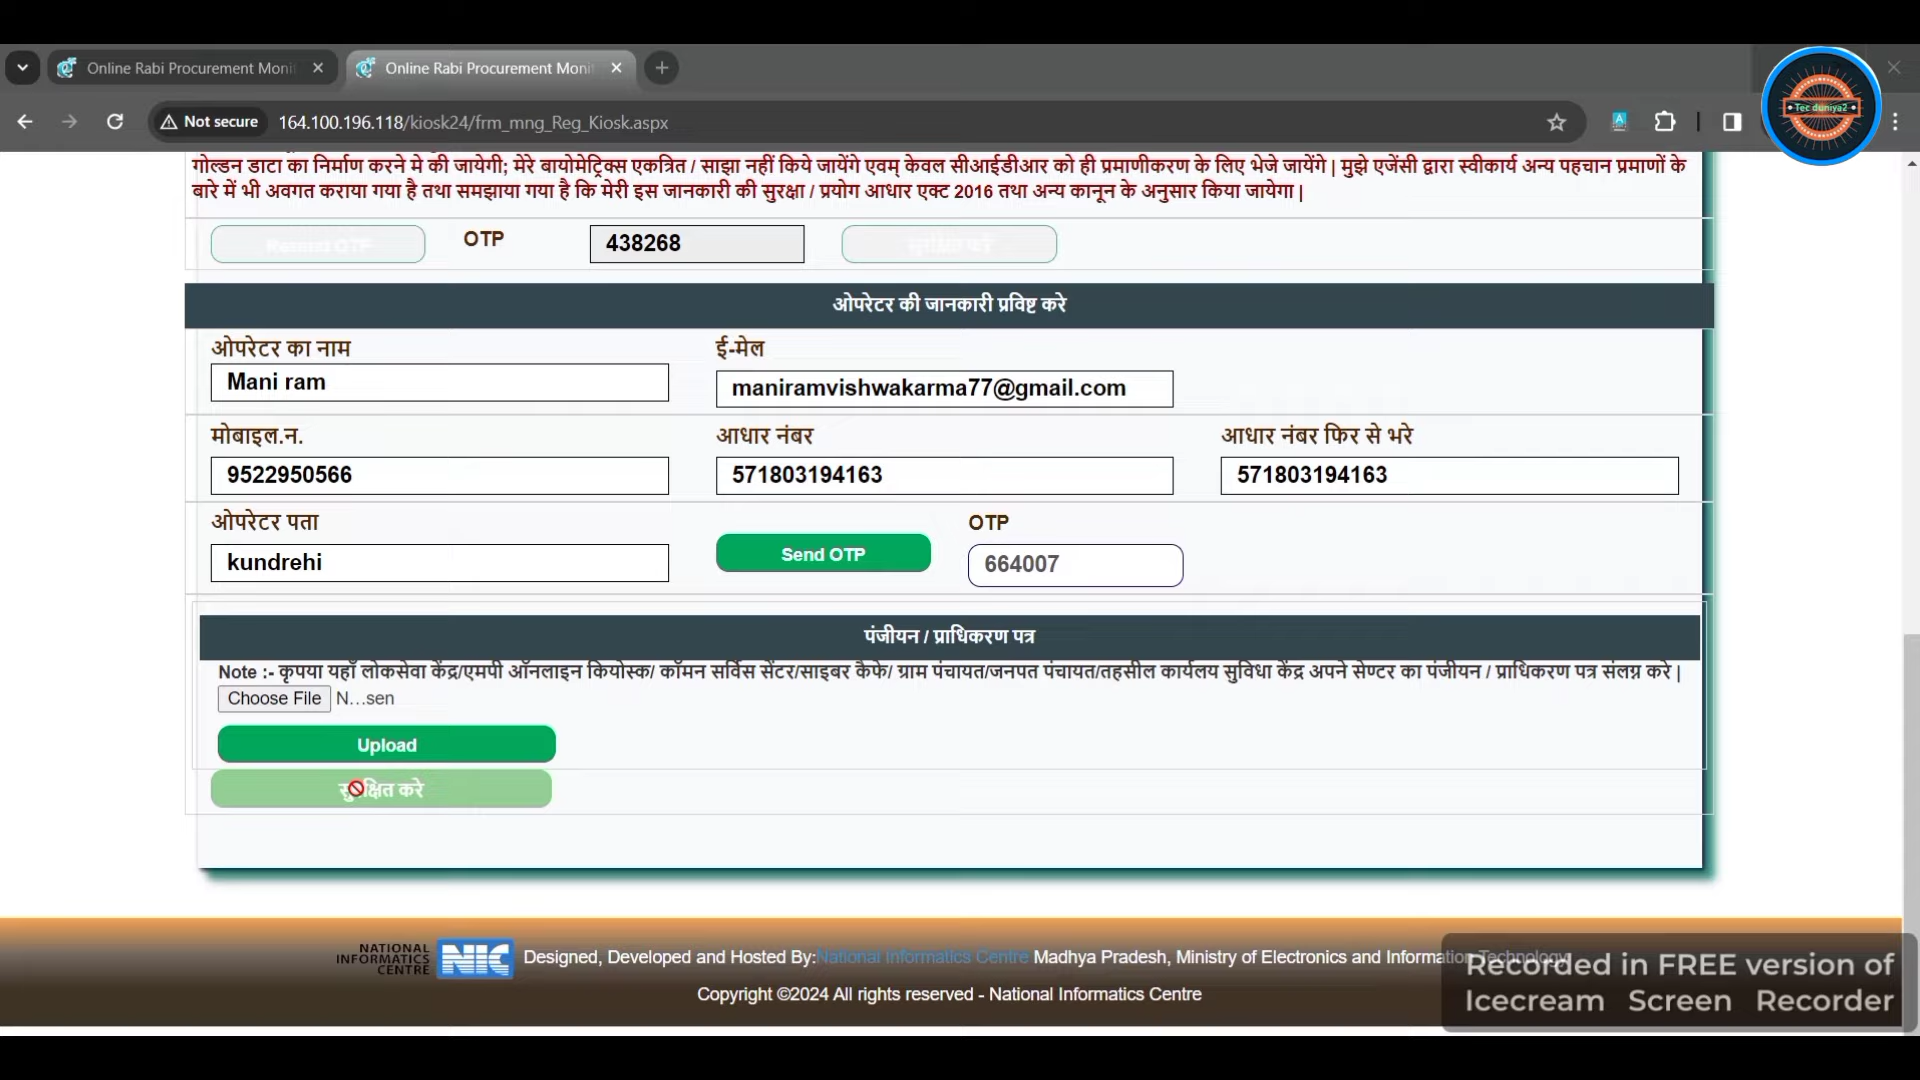 Online Rabi Procurement Moni
Online Rabi Procurement Moni
Tec duniya2
Not secure
164.100.196.118/kiosk24/frm_mng_Reg_Kiosk.aspx
गोल्डन डाटा का निर्माण करने मे की जायेगी; मेरे बायोमेट्रिक्स एकत्रित / साझा नहीं किये जायेंगे एवम् केवल सीआईडीआर को ही प्रमाणीकरण के लिए भेजे जायेंगे | मुझे एजेंसी द्वारा स्वीकार्य अन्य पहचान प्रमाणों के
बारे में भी अवगत कराया गया है तथा समझाया गया है कि मेरी इस जानकारी की सुरक्षा / प्रयोग आधार एक्ट 2016 तथा अन्य कानून के अनुसार किया जायेगा |
OTP
438268
ओपरेटर की जानकारी प्रविष्ट करे
ओपरेटर का नाम
ई-मेल
Mani ram
maniramvishwakarma77@gmail.com
मोबाइल.न.
आधार नंबर
आधार नंबर फिर से भरे
9522950566
571803194163
571803194163
ओपरेटर पता
OTP
kundrehi
Send OTP
664007
पंजीयन / प्राधिकरण पत्र
Note :- कृपया यहाँ लोकसेवा केंद्र/एमपी ऑनलाइन कियोस्क/ कॉमन सर्विस सेंटर/साइबर कैफे/ ग्राम पंचायत/जनपत पंचायत/तहसील कार्यलय सुविधा केंद्र अपने सेण्टर का पंजीयन / प्राधिकरण पत्र संलग्न करे |
Choose File N...sen
Upload
सुरक्षित करे
NATIONAL
INFORMATICS
CENTRE
NIC
Designed, Developed and Hosted By:National Informatics Centre Madhya Pradesh, Ministry of Electronics and Information Technology
Copyright ©2024 All rights reserved - National Informatics Centre
Recorded in FREE version of
Icecream Screen Recorder